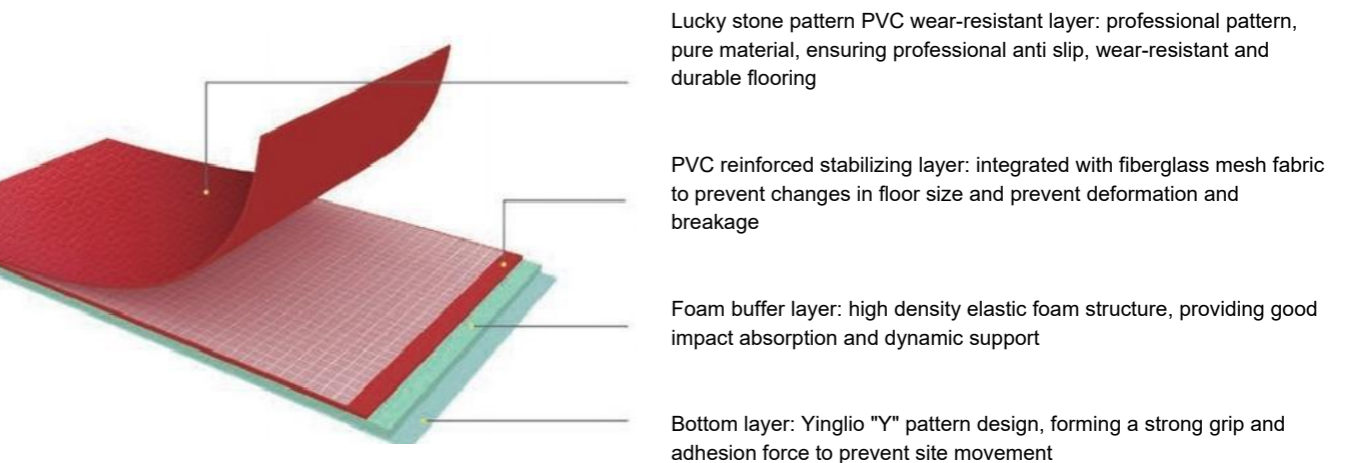 Lucky stone pattern PVC wear-resistant layer: professional pattern,
pure material, ensuring professional anti slip, wear-resistant and
durable flooring
PVC reinforced stabilizing layer: integrated with fiberglass mesh fabric
to prevent changes in floor size and prevent deformation and
breakage
Foam buffer layer: high density elastic foam structure, providing good
impact absorption and dynamic support
Bottom layer: Yinglio "Y" pattern design, forming a strong grip and
adhesion force to prevent site movement